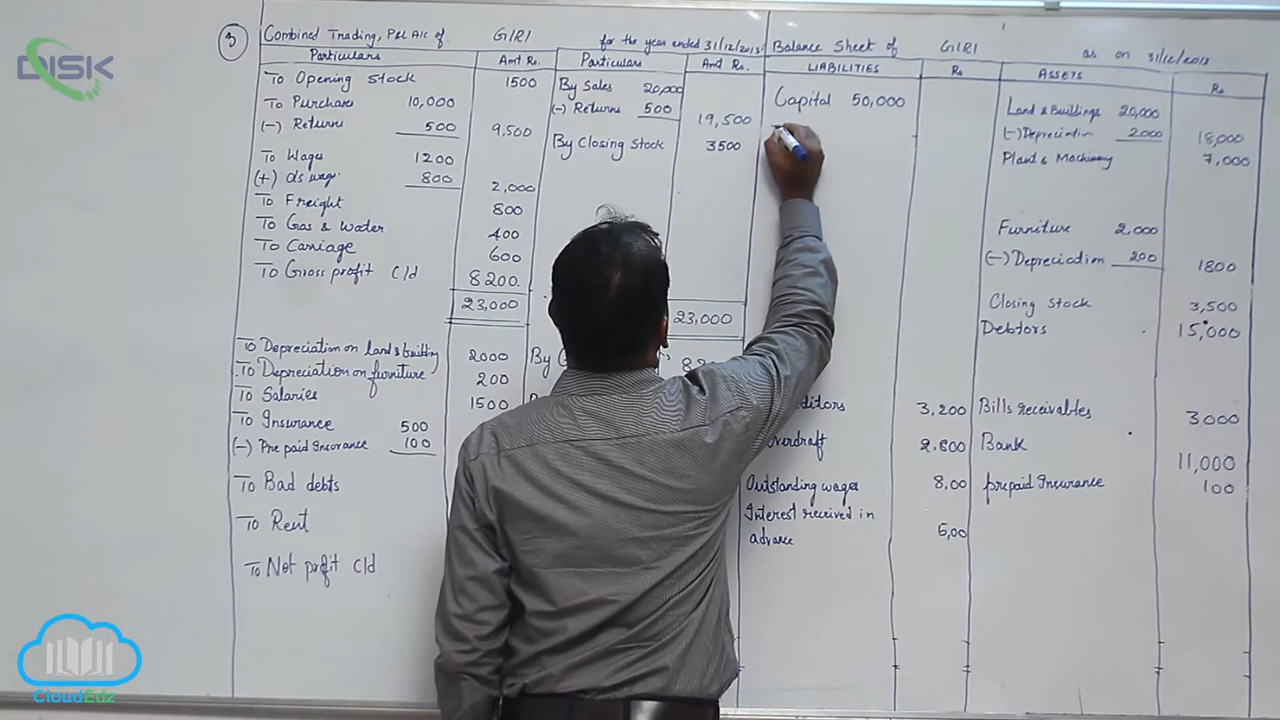 DISK
3
Combined Trading, P&L A/C of GIRI for the year ended 31/12/2013
Particulars Amt Rs. Particulars Amt Rs.
To Opening Stock 1500 By Sales 20,000
To Purchases 10,000 (-) Returns 500 19,500
(-) Returns 500 9,500 By Closing Stock 3500
To Wages 1200
(+) o/s wage 800 2,000
To Freight 800
To Gas & Water 400
To Carriage 600
To Gross profit C/d 8200
23,000 23,000
To Depreciation on land & building 2000 By
To Depreciation on furniture 200
To Salaries 1500
To Insurance 500
(-) Prepaid Insurance 100
To Bad debts
To Rent
To Net profit C/d
Balance Sheet of GIRI as on 31/12/2013
LIABILITIES Rs ASSETS Rs
Capital 50,000 Land & Buildings 20,000
(-) Depreciation 2000 18,000
Plant & Machinery 7,000
Furniture 2,000
(-) Depreciation 200 1800
Closing Stock 3,500
Debtors 15,000
3,200 Bills receivables 3000
2,800 Bank 11,000
Outstanding wages 8,00 prepaid Insurance 100
Interest received in
advance 5,00
CloudEdz